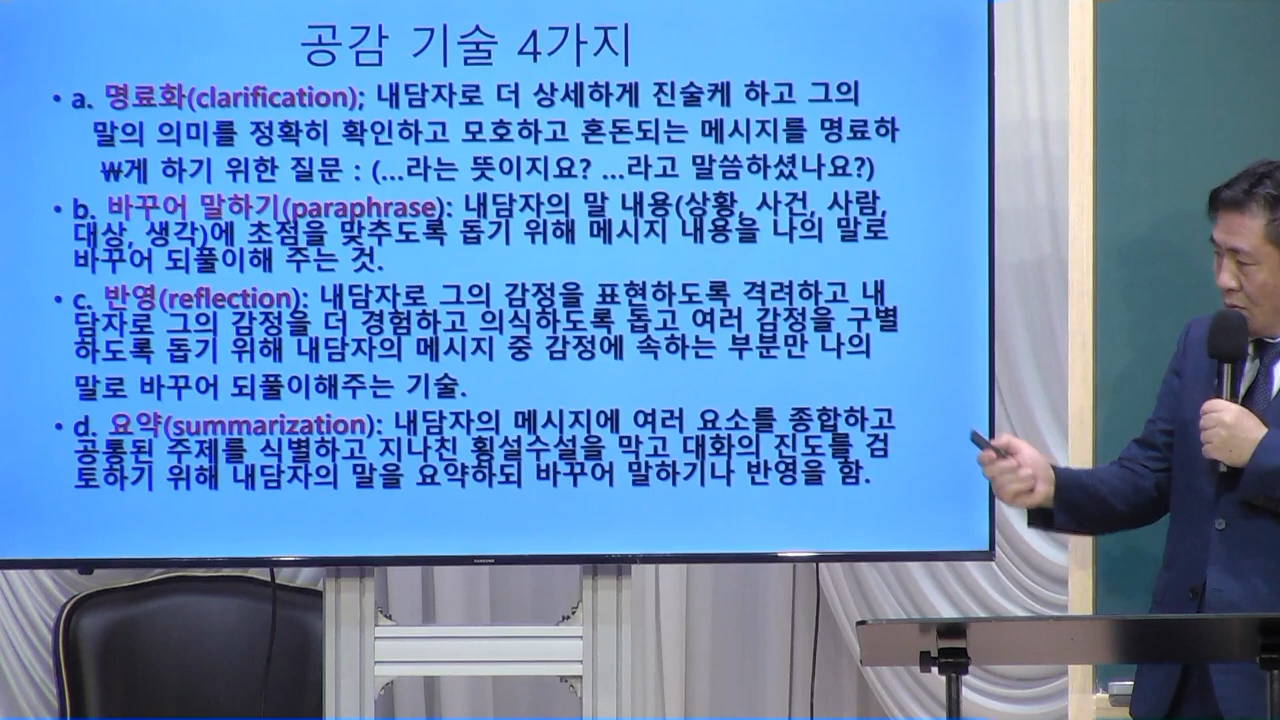 공감 기술 4가지
• a. 명료화(clarification); 내담자로 더 상세하게 진술케 하고 그의
말의 의미를 정확히 확인하고 모호하고 혼돈되는 메시지를 명료하
₩게 하기 위한 질문 : (...라는 뜻이지요? ...라고 말씀하셨나요?)
• b. 바꾸어 말하기(paraphrase): 내담자의 말 내용(상황, 사건, 사람,
대상, 생각)에 초점을 맞추도록 돕기 위해 메시지 내용을 나의 말로
바꾸어 되풀이해 주는 것.
• c. 반영(reflection): 내담자로 그의 감정을 표현하도록 격려하고 내
담자로 그의 감정을 더 경험하고 의식하도록 돕고 여러 감정을 구별
하도록 돕기 위해 내담자의 메시지 중 감정에 속하는 부분만 나의
말로 바꾸어 되풀이해주는 기술.
• d. 요약(summarization): 내담자의 메시지에 여러 요소를 종합하고
공통된 주제를 식별하고 지나친 횡설수설을 막고 대화의 진도를 검
토하기 위해 내담자의 말을 요약하되 바꾸어 말하기나 반영을 함.
SAMSUNG